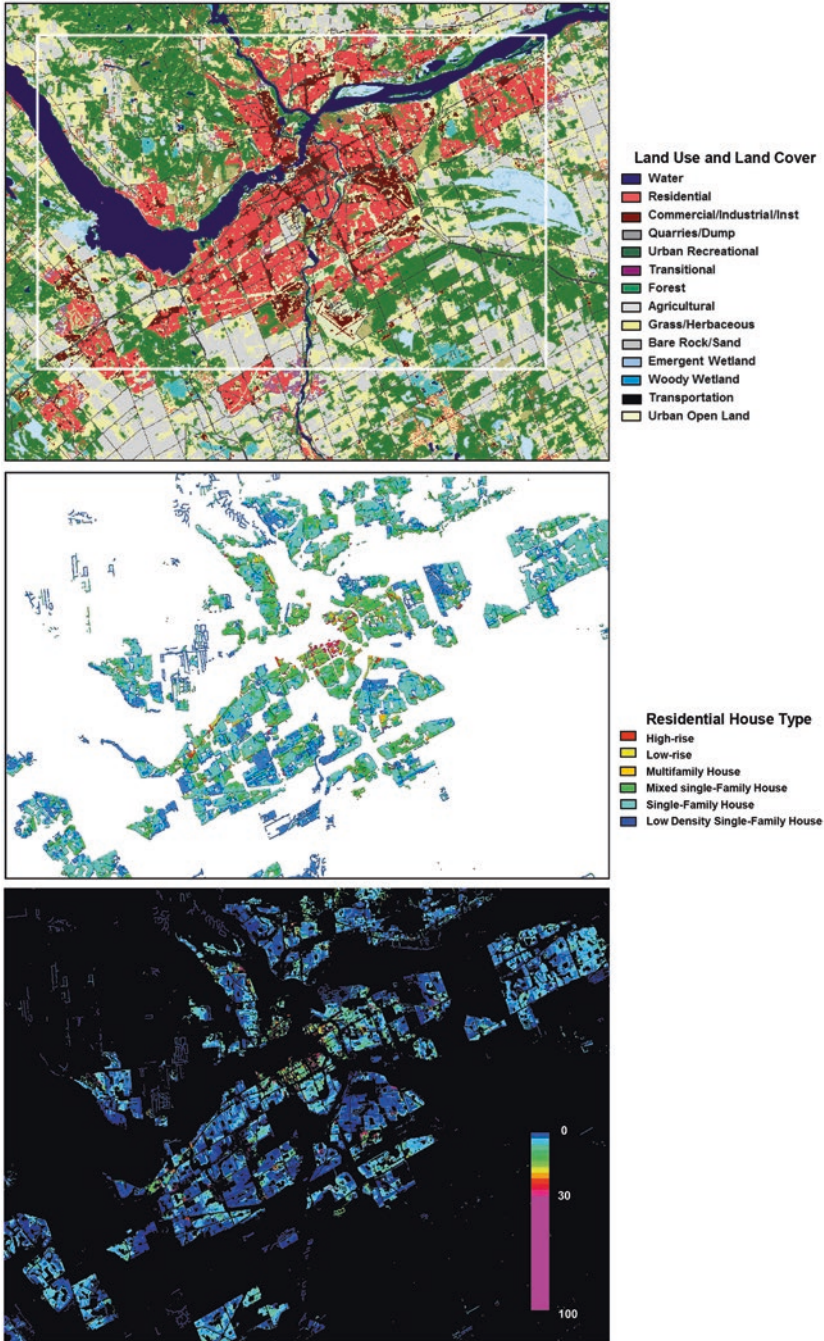 Land Use and Land Cover
Water
Residential
Commercial/Industrial/Inst
Quarries/Dump
Urban Recreational
Transitional
Forest
Agricultural
Grass/Herbaceous
Bare Rock/Sand
Emergent Wetland
Woody Wetland
Transportation
Urban Open Land
Residential House Type
High-rise
Low-rise
Multifamily House
Mixed single-Family House
Single-Family House
Low Density Single-Family House
0
30
100